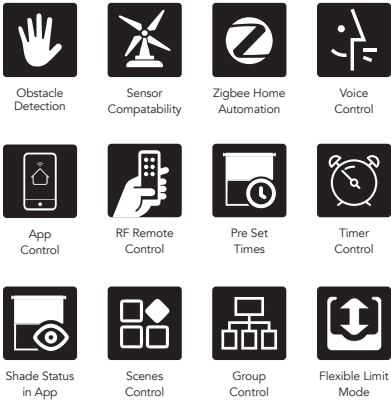 Obstacle
Detection
Sensor
Compatability
Zigbee Home
Automation
Voice
Control
App
Control
RF Remote
Control
Pre Set
Times
Timer
Control
Shade Status
in App
Scenes
Control
Group
Control
Flexible Limit
Mode